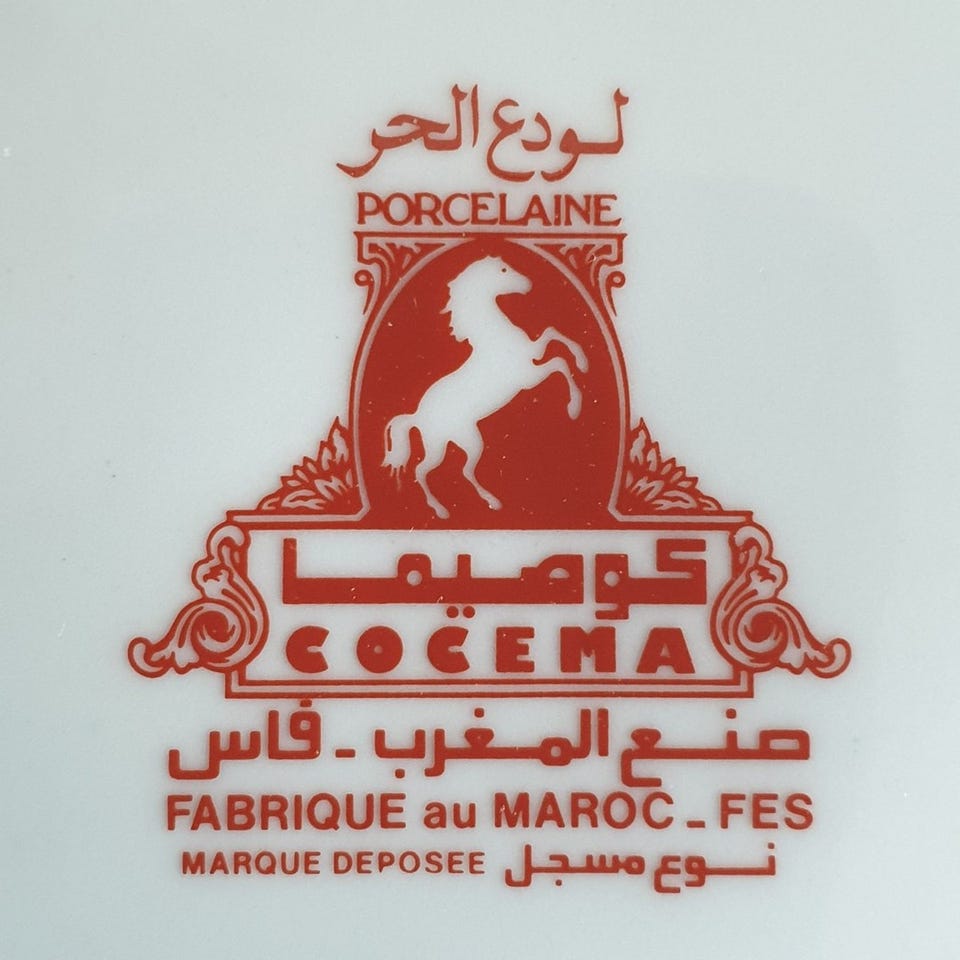 لودع الحر
PORCELAINE
كوصيما
COCEMA
صنع المغرب - فاس
FABRIQUE au MAROC - FES
MARQUE DEPOSEE نوع مسجل